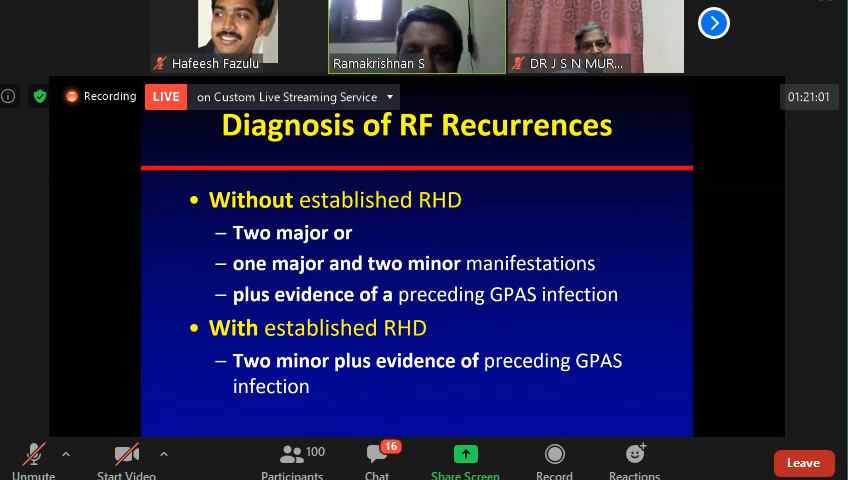 Hafeesh Fazulu
Ramakrishnan S
DR J S N MUR...
Recording
LIVE
on Custom Live Streaming Service
01:21:01
Diagnosis of RF Recurrences
• Without established RHD
– Two major or
– one major and two minor manifestations
– plus evidence of a preceding GPAS infection
• With established RHD
– Two minor plus evidence of preceding GPAS
infection
100
16
Unmute
Start Video
Participants
Chat
Share Screen
Record
Reactions
Leave